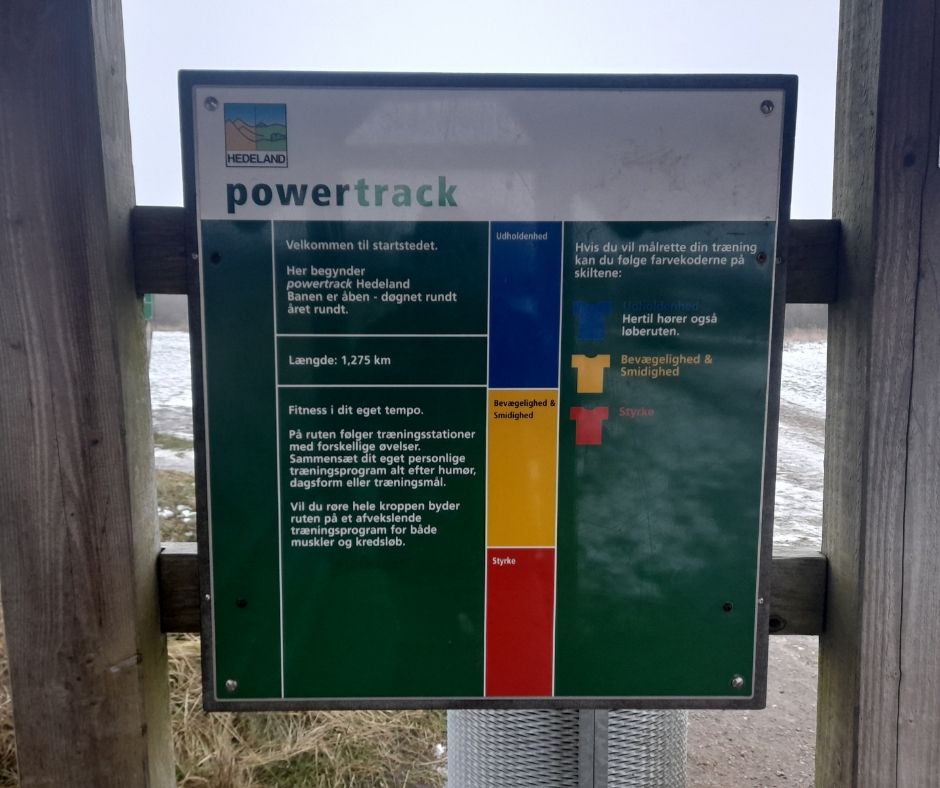 HEDELAND
powertrack
Velkommen til startstedet.
Her begynder
powertrack Hedeland
Banen er åben - døgnet rundt
året rundt.
Længde: 1,275 km
Fitness i dit eget tempo.
På ruten følger træningsstationer
med forskellige øvelser.
Sammensæt dit eget personlige
træningsprogram alt efter humør,
dagsform eller træningsmål.
Vil du røre hele kroppen byder
ruten på et afvekslende
træningsprogram for både
muskler og kredsløb.
Udholdenhed
Bevægelighed &
Smidighed
Styrke
Hvis du vil målrette din træning
kan du følge farvekoderne på
skiltene:
Udholdenhed
Hertil hører også
løberuten.
Bevægelighed &
Smidighed
Styrke